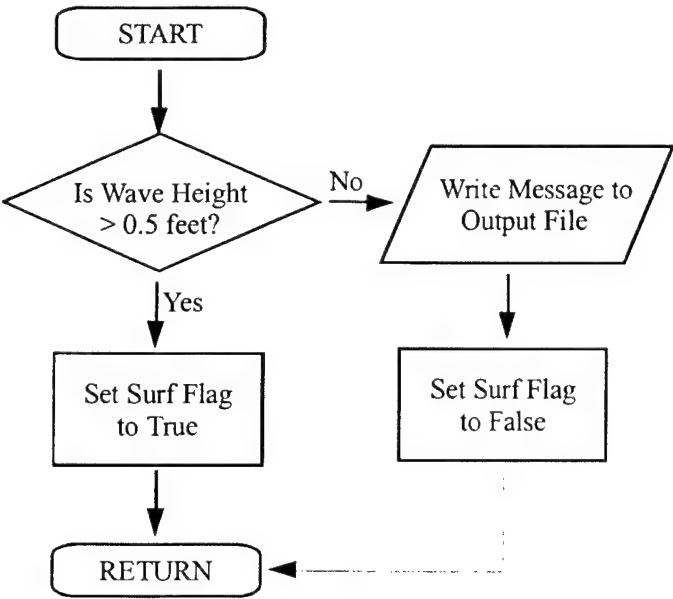 START
Is Wave Height
> 0.5 feet?
No
Write Message to
Output File
Yes
Set Surf Flag
to True
Set Surf Flag
to False
RETURN